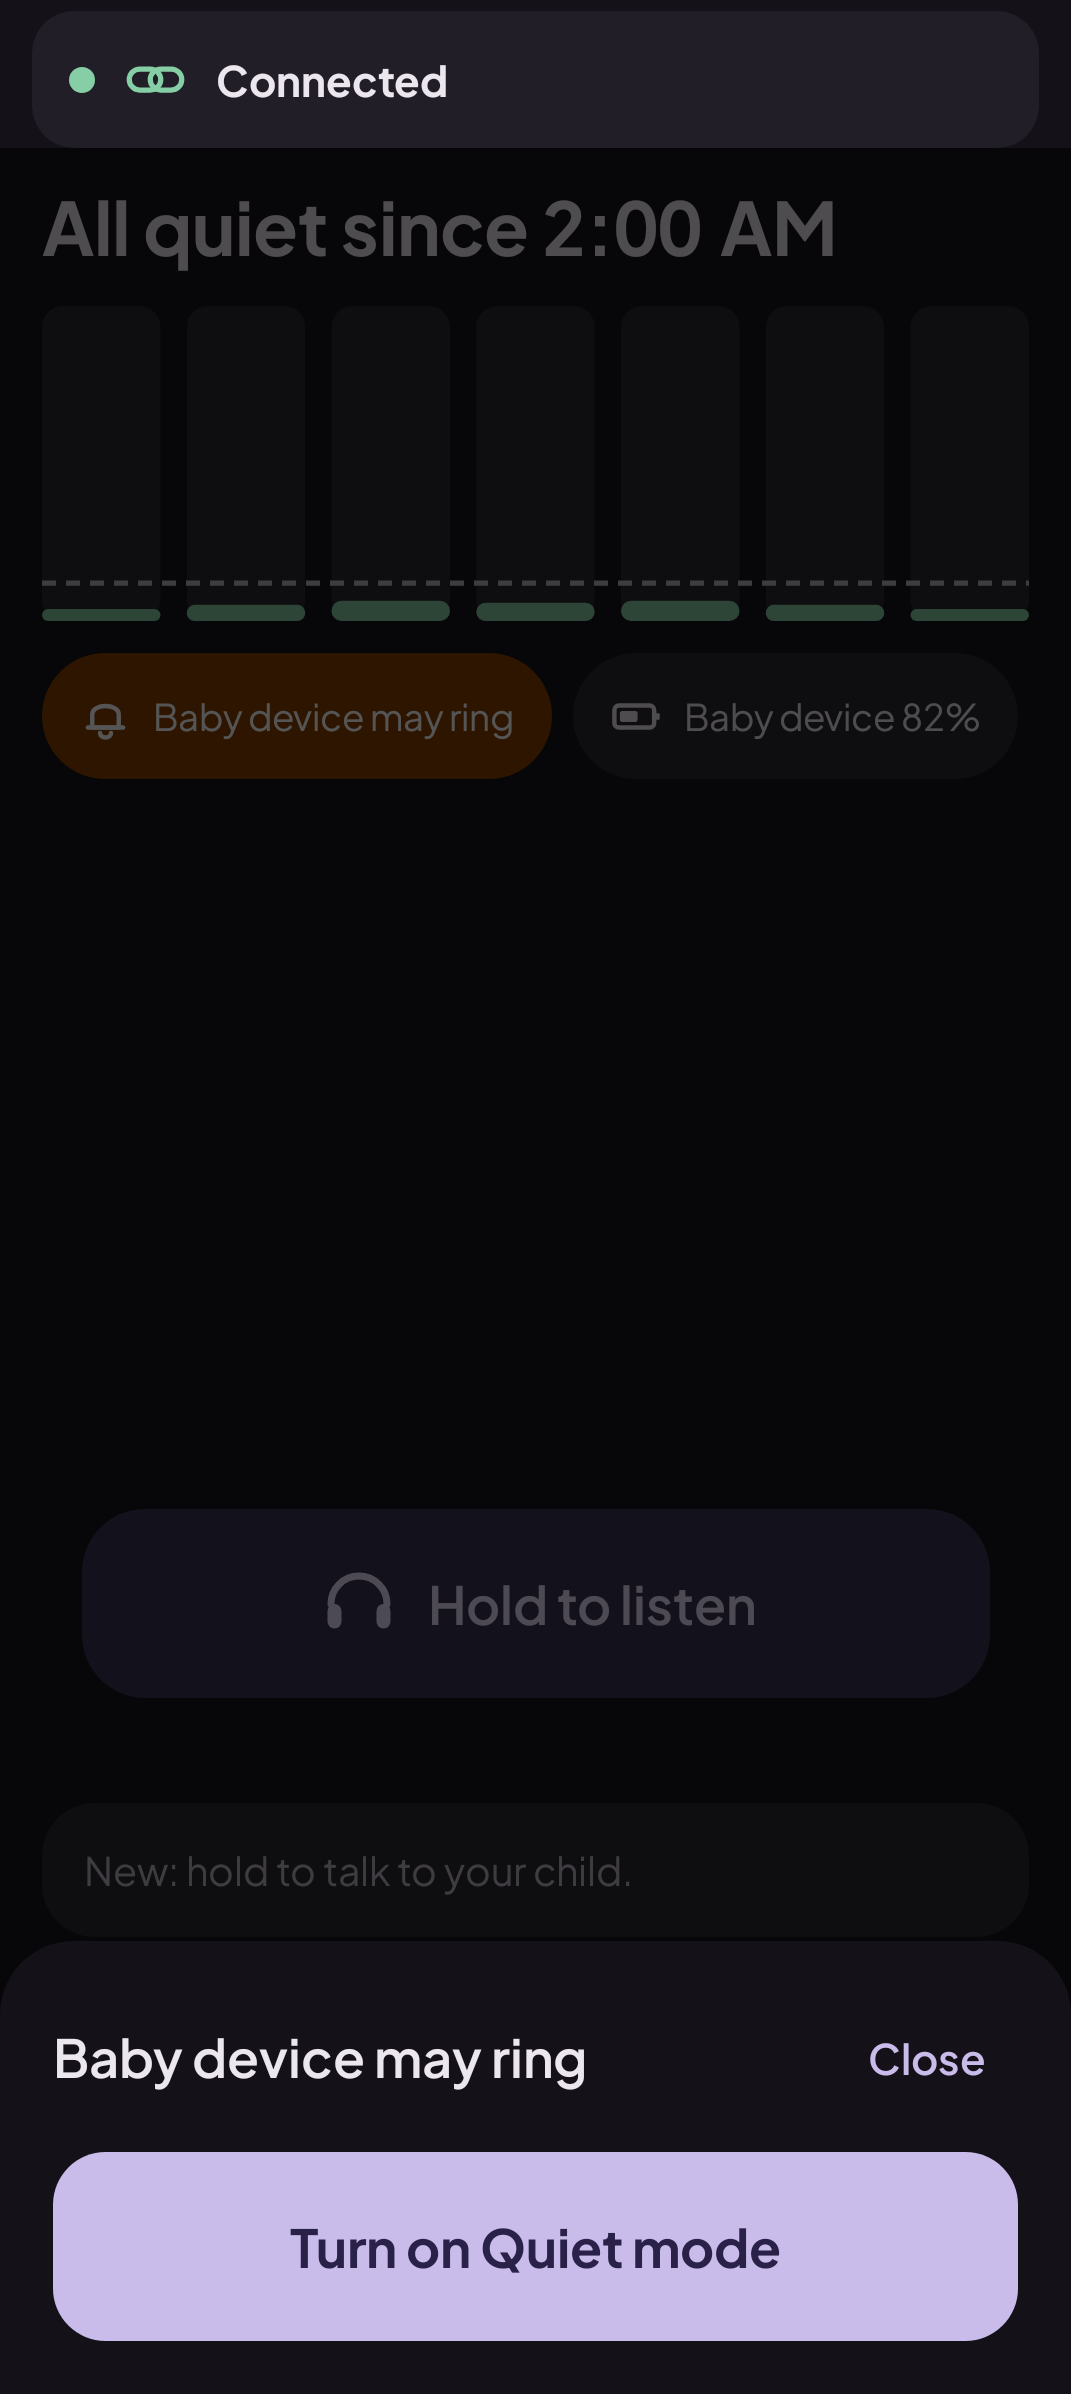 Connected
All quiet since 2:00 AM
Baby device may ring
Baby device 82%
Hold to listen
New: hold to talk to your child.
Baby device may ring
Close
Turn on Quiet mode